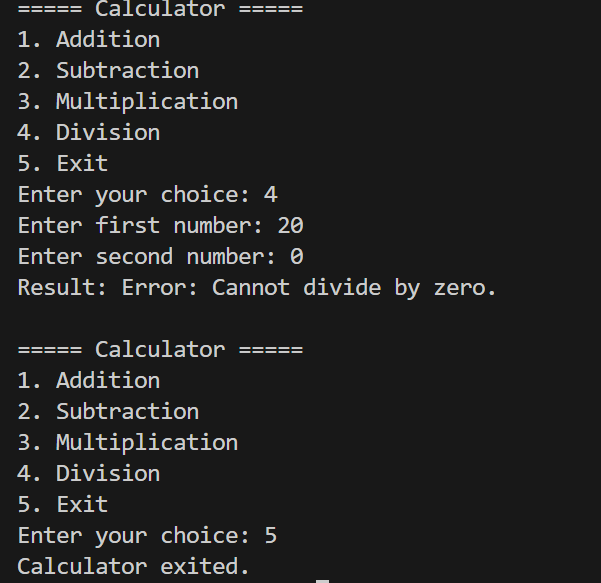 ===== Calculator =====
1. Addition
2. Subtraction
3. Multiplication
4. Division
5. Exit
Enter your choice: 4
Enter first number: 20
Enter second number: 0
Result: Error: Cannot divide by zero.

===== Calculator =====
1. Addition
2. Subtraction
3. Multiplication
4. Division
5. Exit
Enter your choice: 5
Calculator exited.